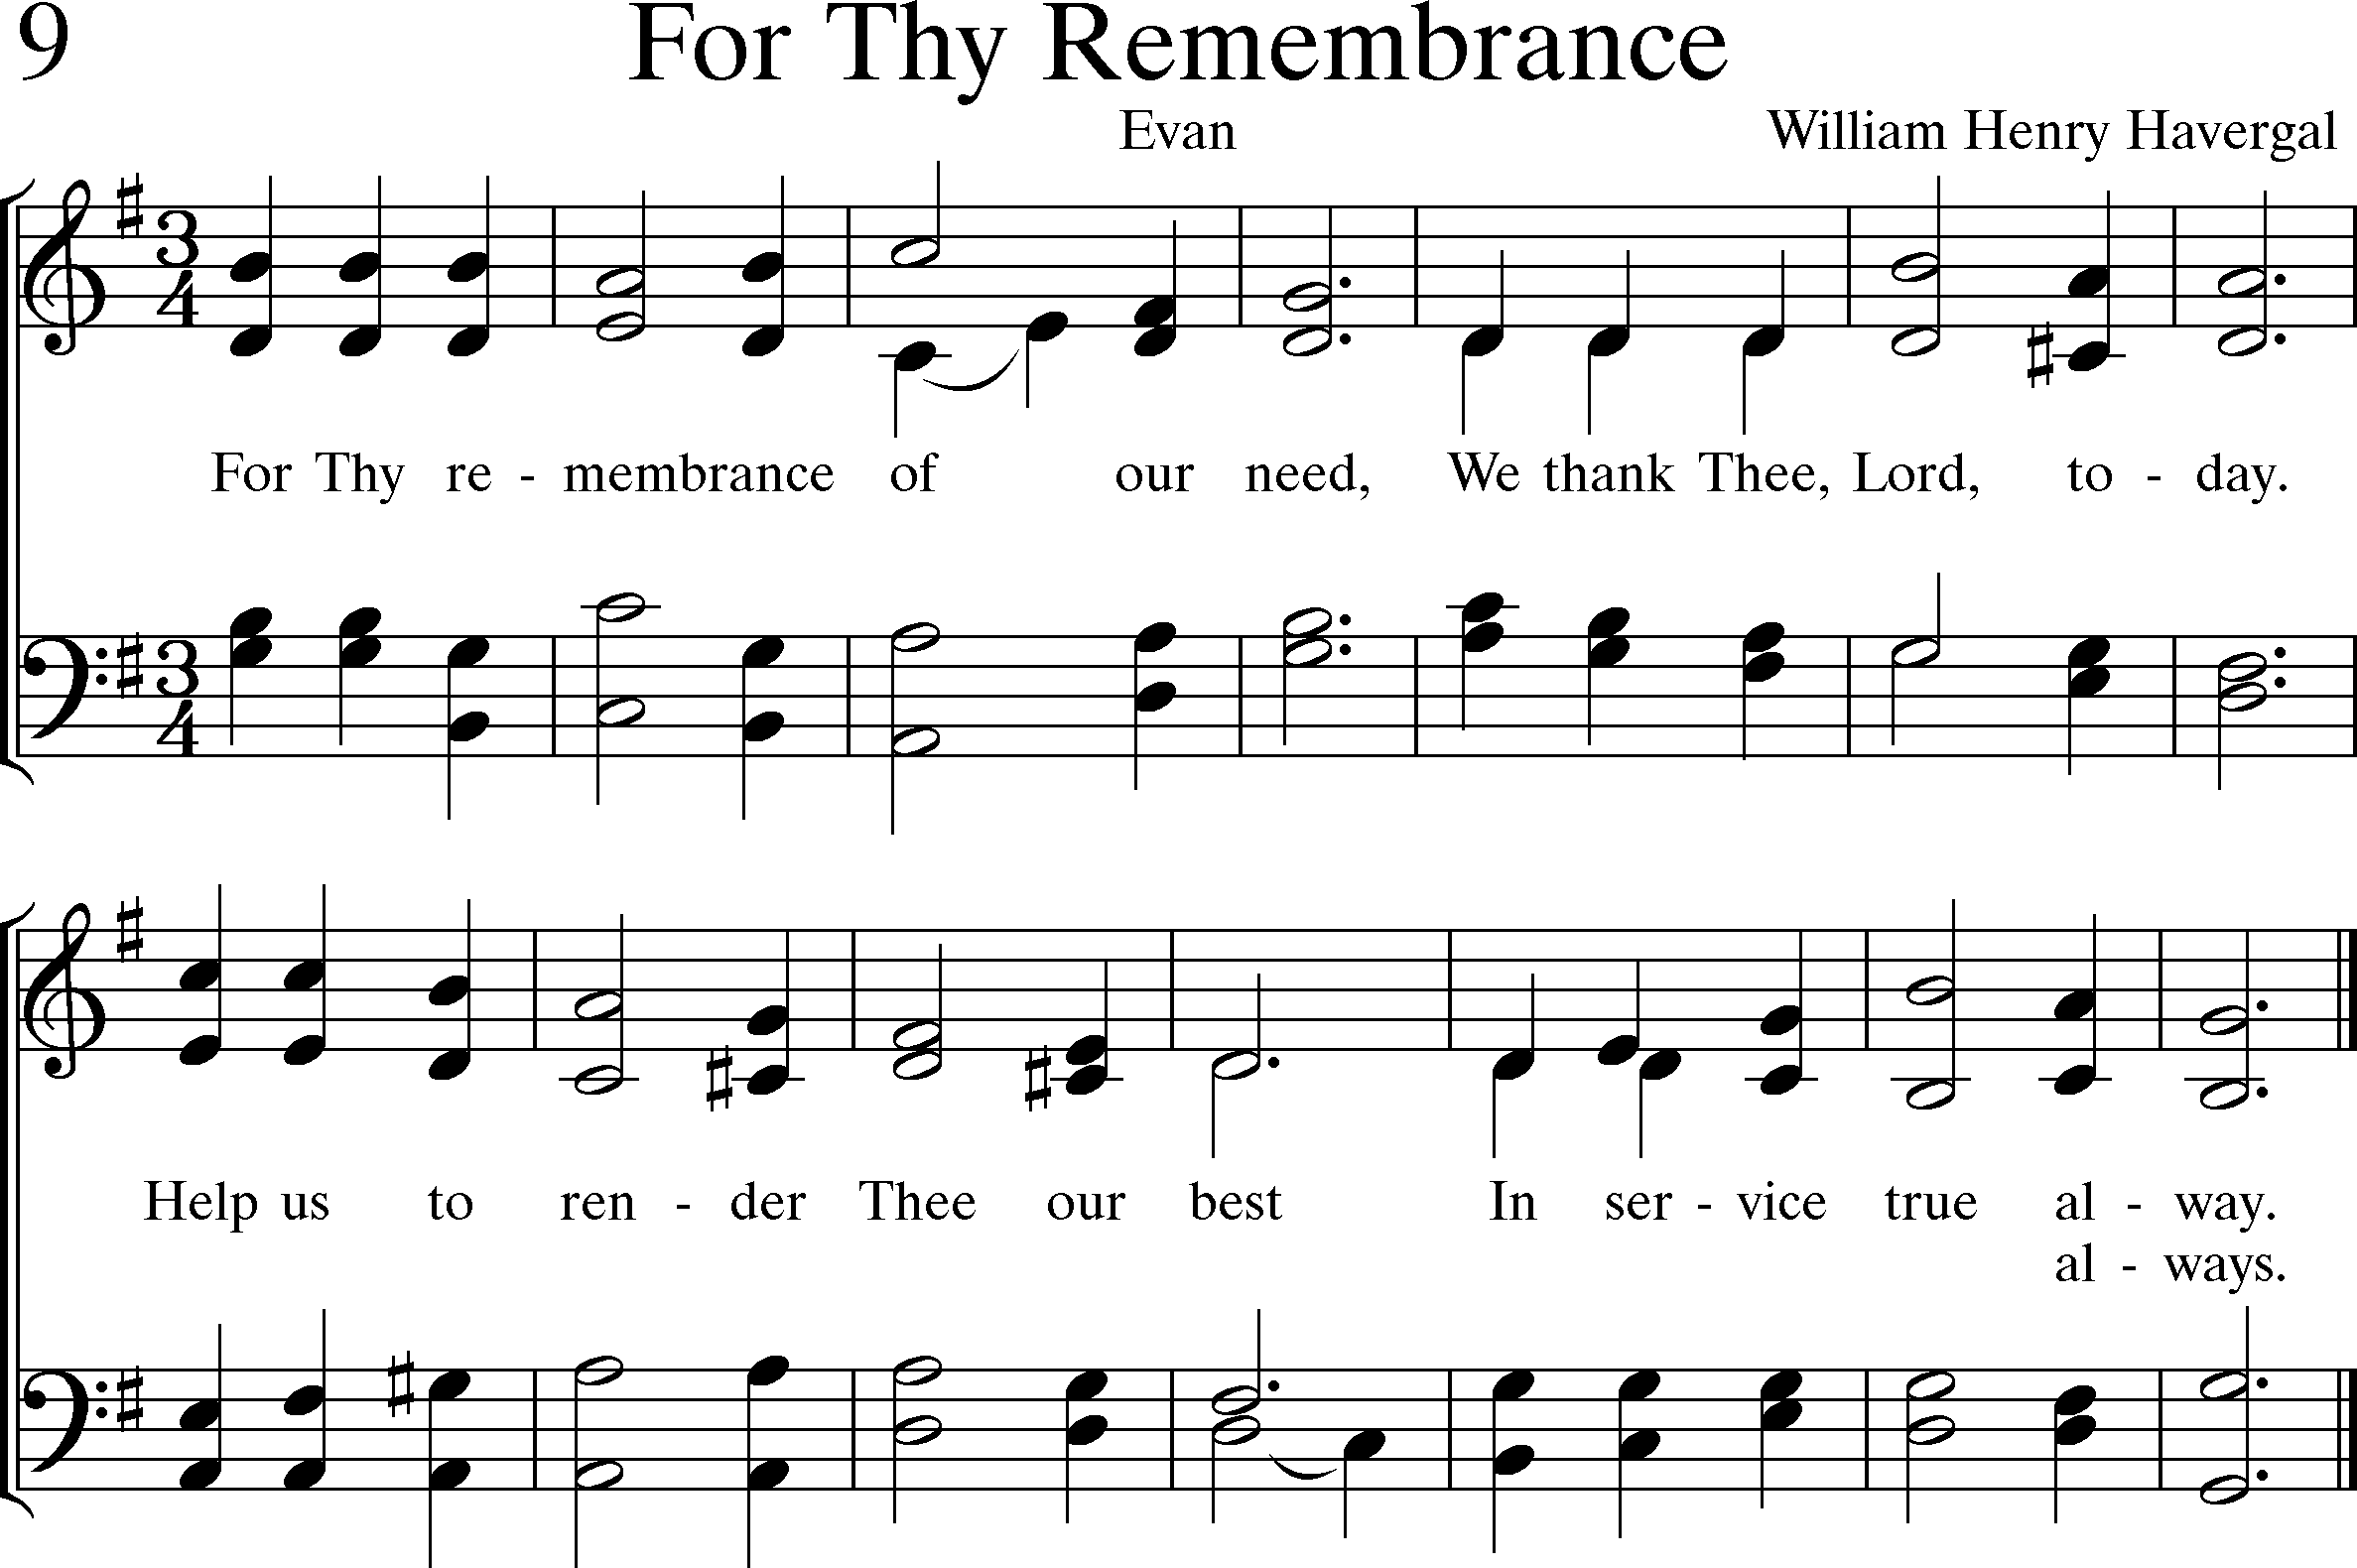 9 For Thy Remembrance
Evan William Henry Havergal
3 4
For Thy re - membrance of our need, We thank Thee, Lord, to - day.
3 4
Help us to ren - der Thee our best In ser - vice true al - way.
al - ways.